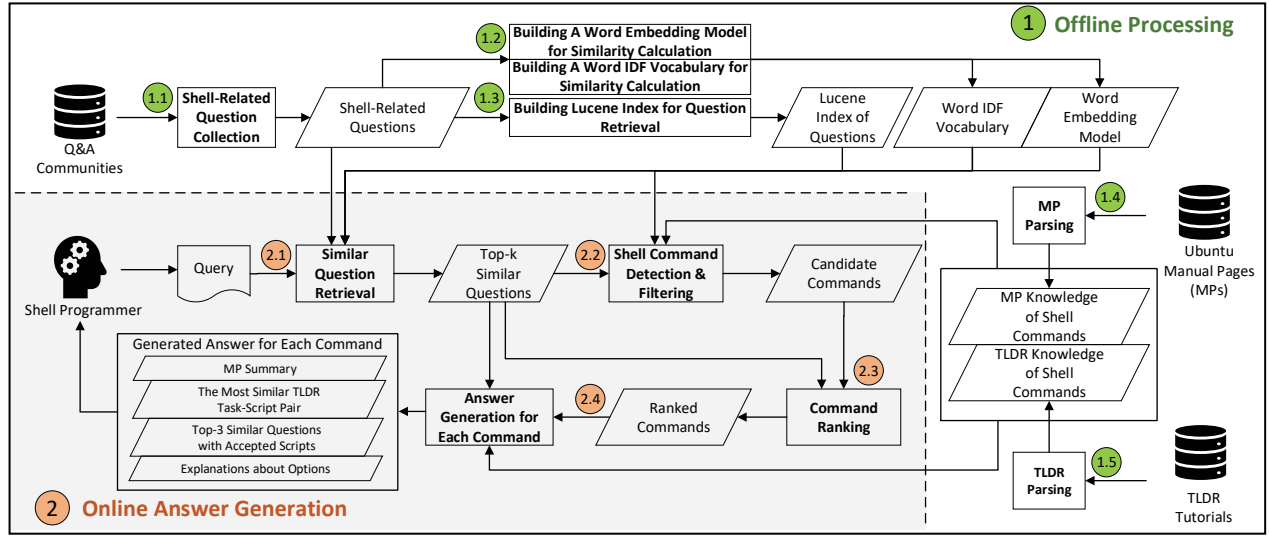 1 Offline Processing
1.2
Building A Word Embedding Model
for Similarity Calculation
Building A Word IDF Vocabulary for
Similarity Calculation
1.1
Shell-Related
Question
Collection
Shell-Related
Questions
1.3
Building Lucene Index for Question
Retrieval
Lucene
Index of
Questions
Word IDF
Vocabulary
Word
Embedding
Model
Q&A
Communities
MP
Parsing
1.4
Ubuntu
Manual Pages
(MPs)
Shell Programmer
Query
2.1
Similar
Question
Retrieval
Top-k
Similar
Questions
2.2
Shell Command
Detection &
Filtering
Candidate
Commands
MP Knowledge
of Shell
Commands
TLDR Knowledge
of Shell
Commands
Generated Answer for Each Command
MP Summary
The Most Similar TLDR
Task-Script Pair
Top-3 Similar Questions
with Accepted Scripts
Explanations about Options
Answer
Generation for
Each Command
2.4
Ranked
Commands
2.3
Command
Ranking
TLDR
Parsing
1.5
TLDR
Tutorials
2 Online Answer Generation